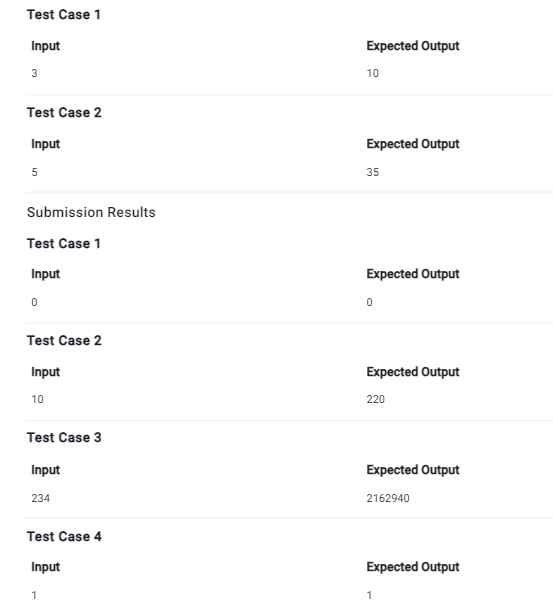 Test Case 1
Input Expected Output
3 10
Test Case 2
Input Expected Output
5 35
Submission Results
Test Case 1
Input Expected Output
0 0
Test Case 2
Input Expected Output
10 220
Test Case 3
Input Expected Output
234 2162940
Test Case 4
Input Expected Output
1 1